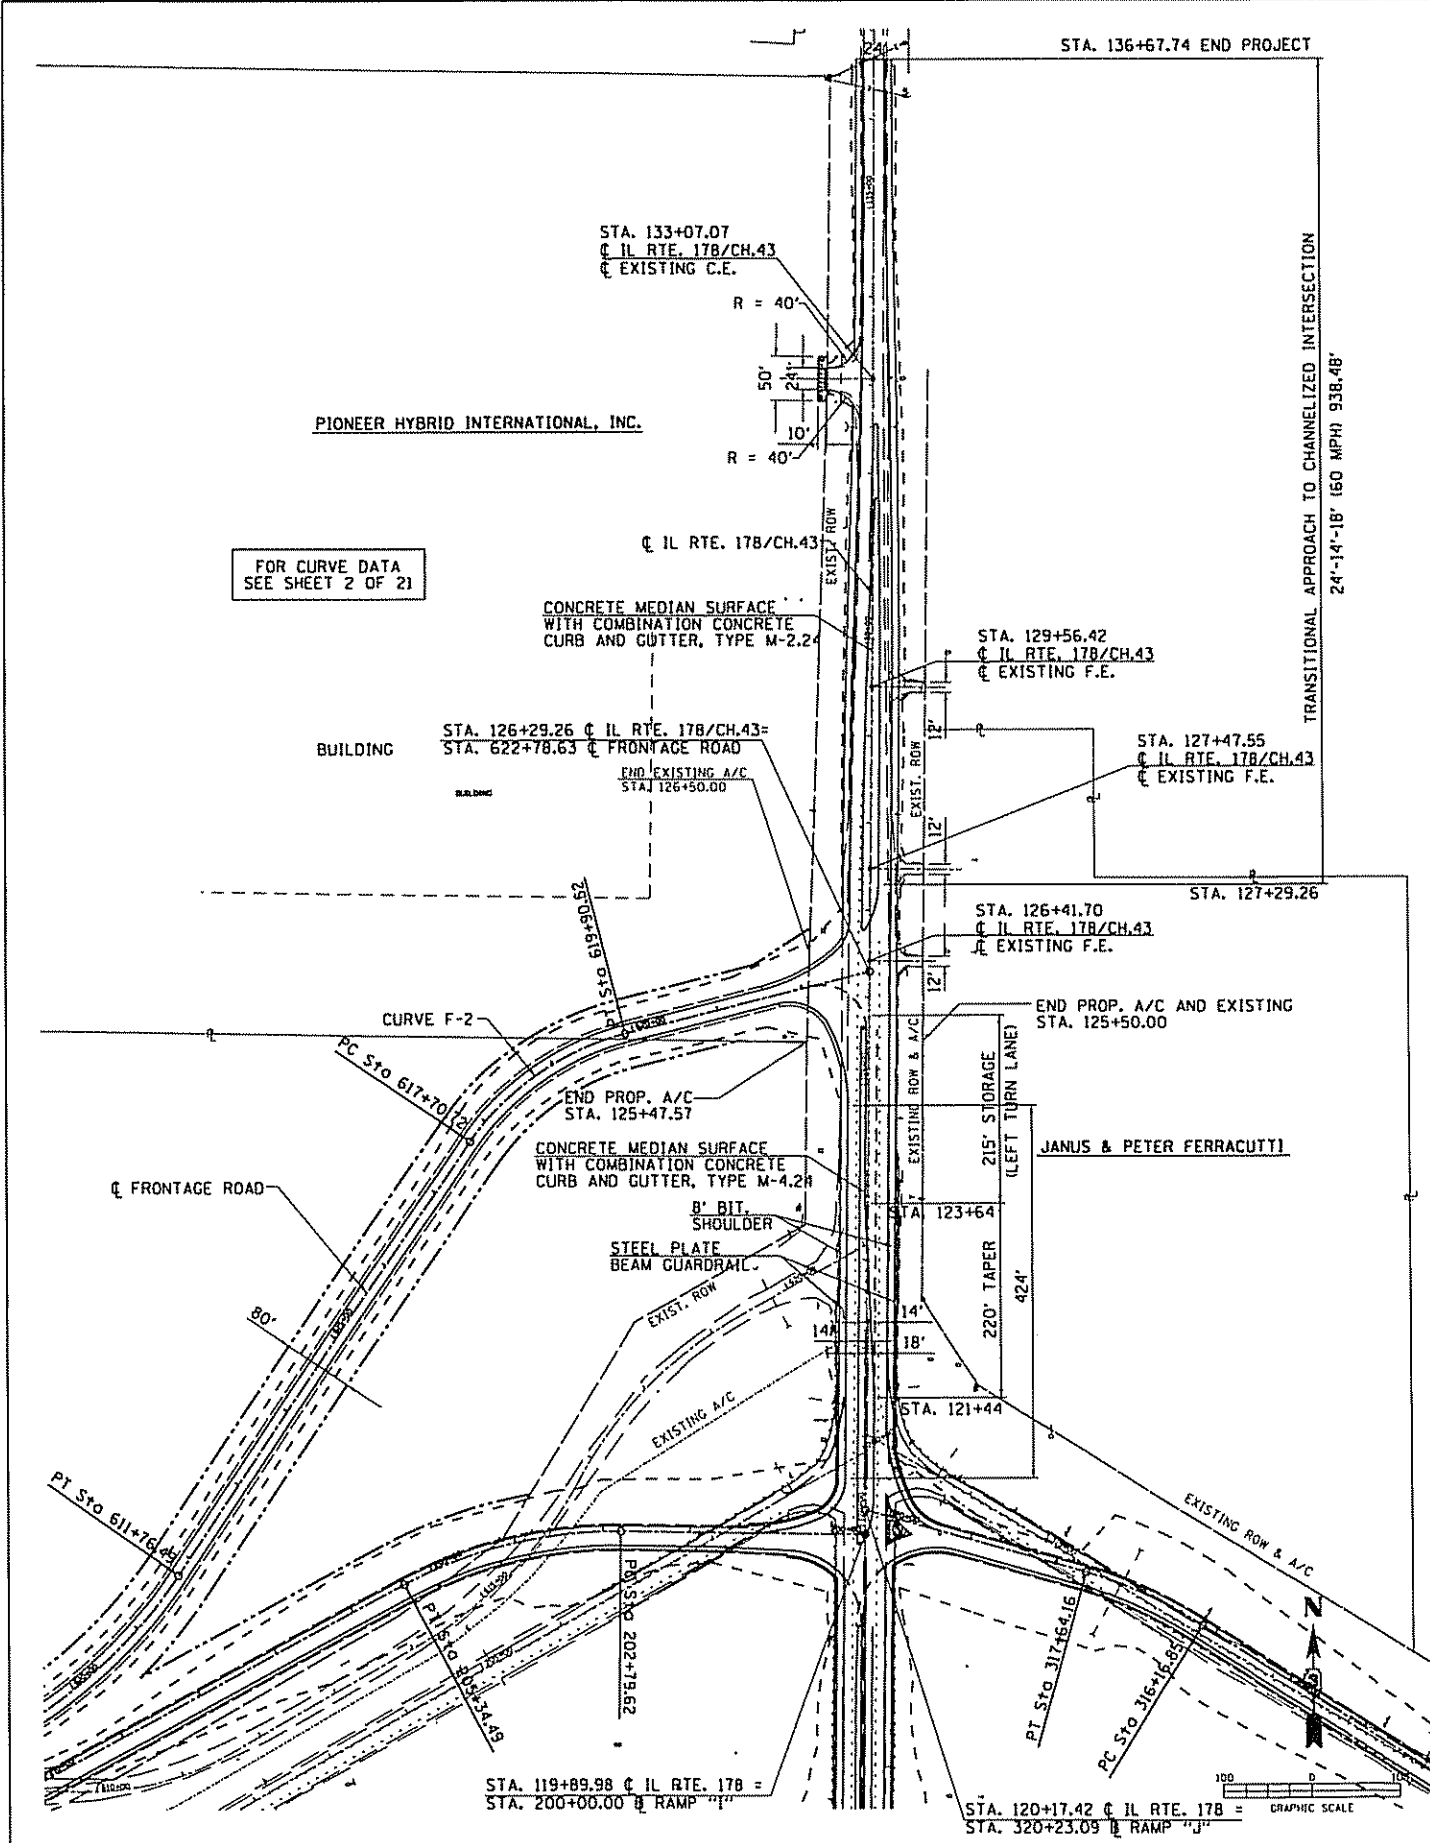 STA. 136+67.74 END PROJECT
24'
STA. 133+07.07
℄ IL RTE. 178/CH.43
℄ EXISTING C.E.
R = 40'
50'
24'
10'
R = 40'
PIONEER HYBRID INTERNATIONAL, INC.
TRANSITIONAL APPROACH TO CHANNELIZED INTERSECTION
24'-14'-18' (60 MPH) 938.48'
EXIST. ROW
℄ IL RTE. 178/CH.43
FOR CURVE DATA
SEE SHEET 2 OF 21
CONCRETE MEDIAN SURFACE
WITH COMBINATION CONCRETE
CURB AND GUTTER, TYPE M-2.24
STA. 129+56.42
℄ IL RTE. 178/CH.43
℄ EXISTING F.E.
12'
STA. 126+29.26 ℄ IL RTE. 178/CH.43=
STA. 622+78.63 ℄ FRONTAGE ROAD
BUILDING
BUILDING
END EXISTING A/C
STA. 126+50.00
EXIST. ROW
STA. 127+47.55
℄ IL RTE. 178/CH.43
℄ EXISTING F.E.
12'
STA. 127+29.26
STA. 126+41.70
℄ IL RTE. 178/CH.43
℄ EXISTING F.E.
12'
END PROP. A/C AND EXISTING
STA. 125+50.00
CURVE F-2
PC Sta 617+70.72
END PROP. A/C
STA. 125+47.57
EXISTING ROW & A/C
215' STORAGE
(LEFT TURN LANE)
JANUS & PETER FERRACUTTI
CONCRETE MEDIAN SURFACE
WITH COMBINATION CONCRETE
CURB AND GUTTER, TYPE M-4.24
℄ FRONTAGE ROAD
8' BIT.
SHOULDER
STA. 123+64
STEEL PLATE
BEAM GUARDRAIL
220' TAPER
424'
EXIST. ROW
80'
14'
14'
18'
STA. 121+44
EXISTING A/C
PT Sta 611+76.49
EXISTING ROW & A/C
N
PT Sta 205+34.49
202+79.62
PT Sta 317+64.16
PC Sta 316+16.85
STA. 119+89.98 ℄ IL RTE. 178 =
STA. 200+00.00 RAMP "I"
STA. 120+17.42 ℄ IL RTE. 178 =
STA. 320+23.09 RAMP "J"
100
0
GRAPHIC SCALE